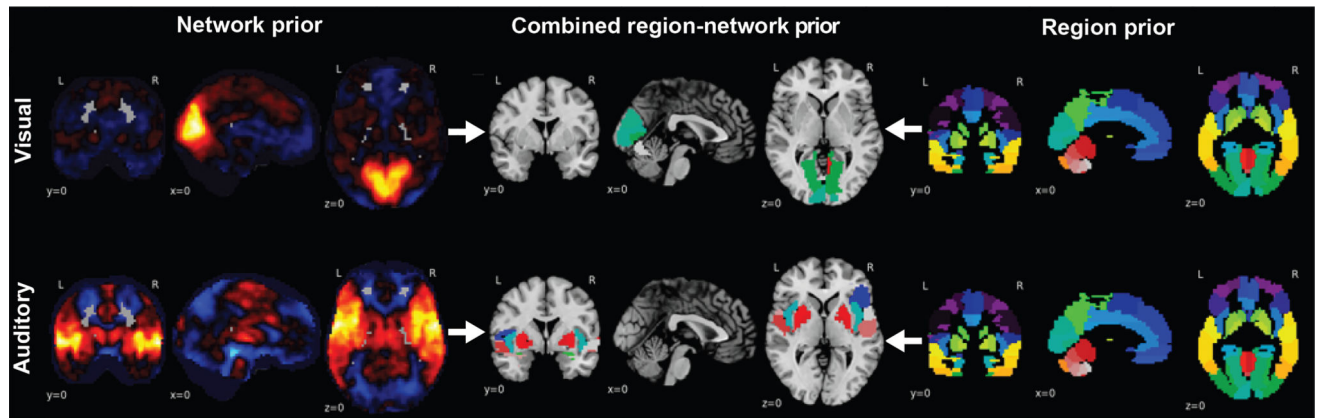 Network prior
Combined region-network prior
Region prior
Visual
L R
y=0
x=0
z=0
L R
y=0
x=0
z=0
L R
y=0
x=0
z=0
Auditory
L R
y=0
x=0
z=0
L R
y=0
x=0
z=0
L R
y=0
x=0
z=0